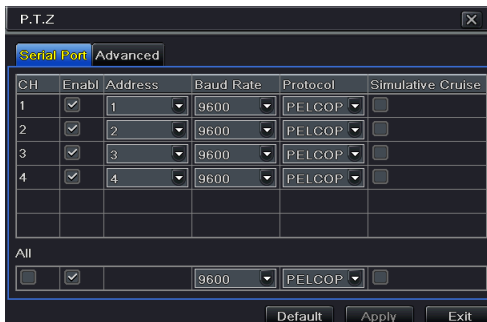 P.T.Z
Serial Port Advanced
CH Enabl Address Baud Rate Protocol Simulative Cruise
1 1 9600 PELCOP
2 2 9600 PELCOP
3 3 9600 PELCOP
4 4 9600 PELCOP
All
9600 PELCOP
Default Apply Exit